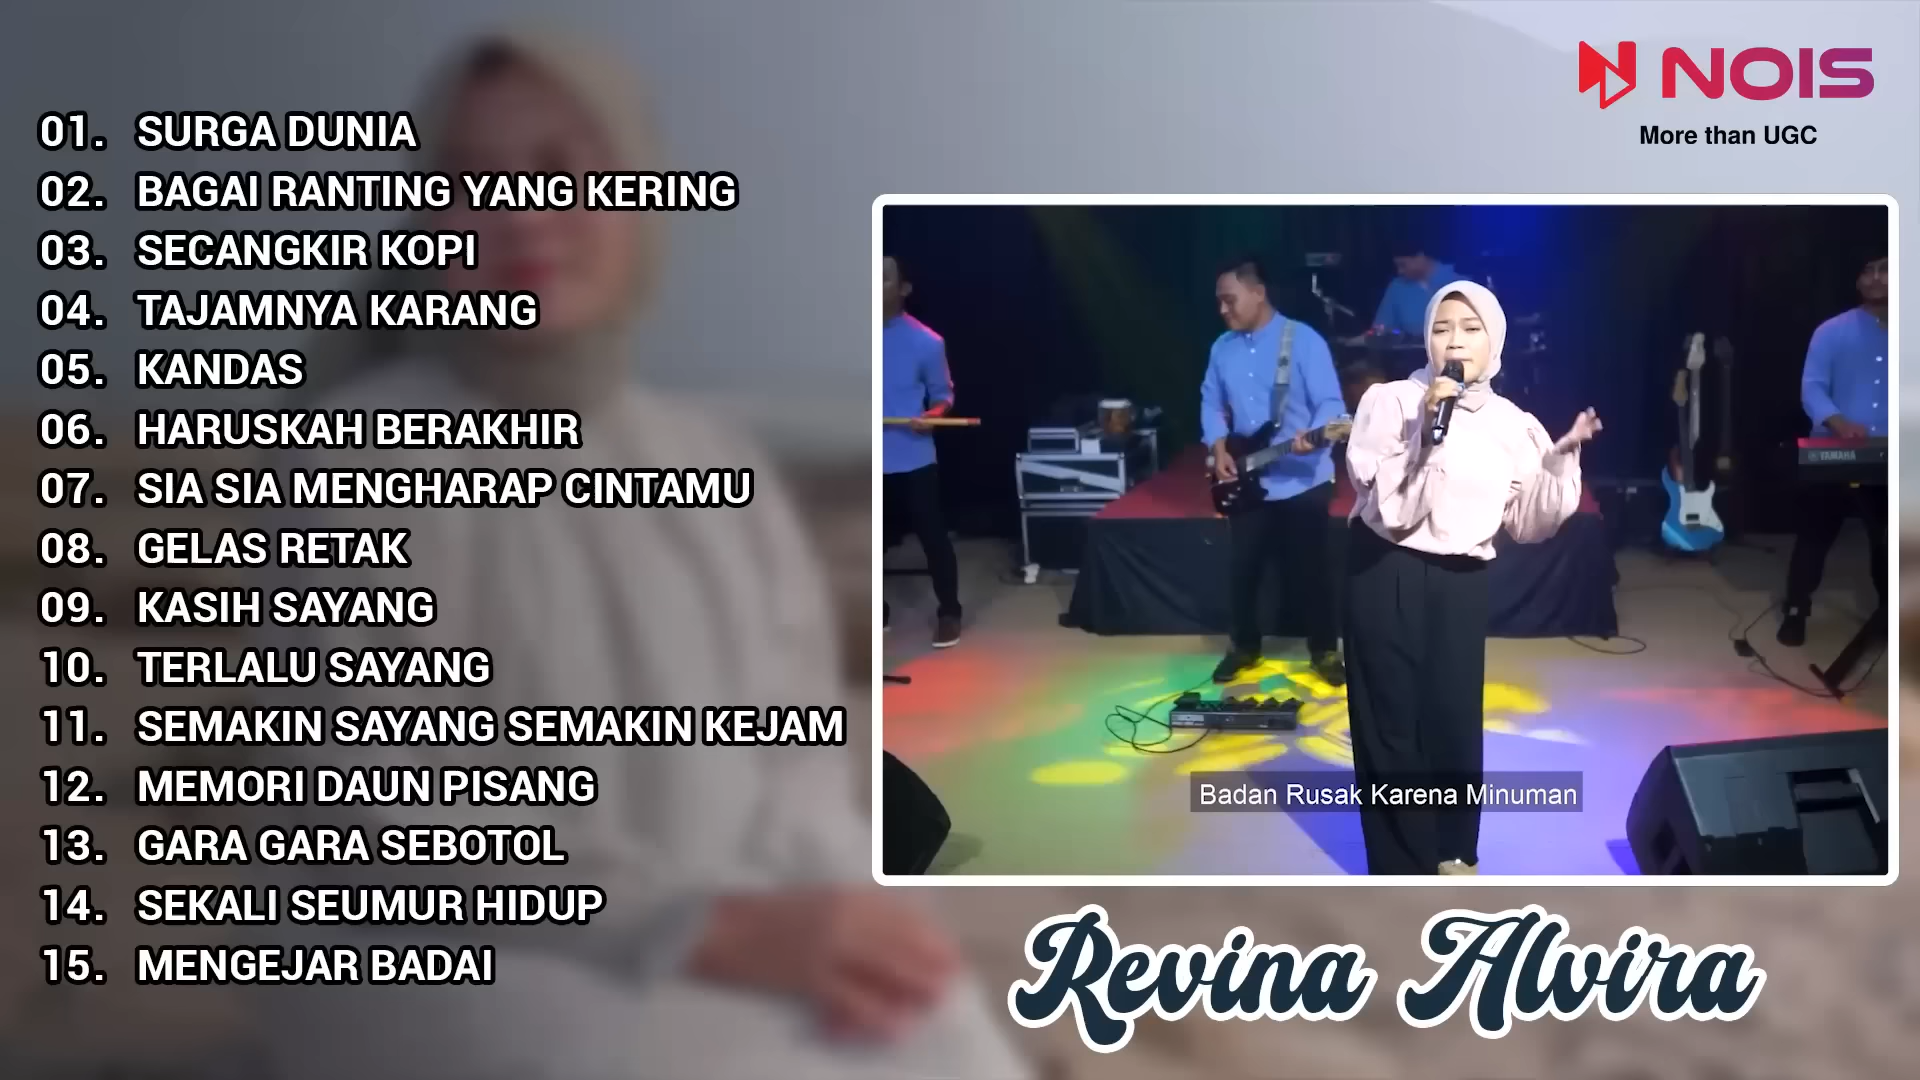 01. SURGA DUNIA
02. BAGAI RANTING YANG KERING
03. SECANGKIR KOPI
04. TAJAMNYA KARANG
05. KANDAS
06. HARUSKAH BERAKHIR
07. SIA SIA MENGHARAP CINTAMU
08. GELAS RETAK
09. KASIH SAYANG
10. TERLALU SAYANG
11. SEMAKIN SAYANG SEMAKIN KEJAM
12. MEMORI DAUN PISANG
13. GARA GARA SEBOTOL
14. SEKALI SEUMUR HIDUP
15. MENGEJAR BADAI
NOIS
More than UGC
YAMAHA
Badan Rusak Karena Minuman
Revina Alvira